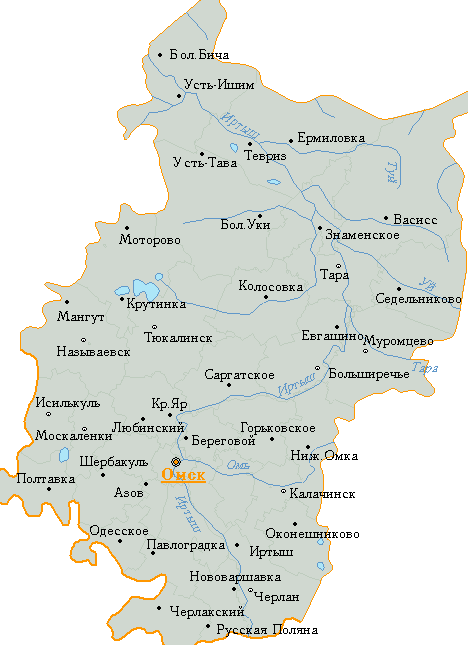 Бол.Бича
Усть-Ишим
Иртыш
Ермиловка
Тевриз
Усть-Тава
Туй
Бол.Уки
Васисс
Знаменское
Моторово
Тара
Уй
Колосовка
Седельниково
Крутинка
Мангут
Тюкалинск
Евгашино
Муромцево
Называевск
Тара
Большеречье
Саргатское
Иртыш
Исилькуль
Кр.Яр
Любинский
Горьковское
Москаленки
Береговой
Ниж.Омка
Шербакуль
Омь
Омск
Полтавка
Азов
Калачинск
Иртыш
Одесское
Оконешниково
Павлоградка
Иртыш
Нововаршавка
Черлан
Черлакский
Русская Поляна